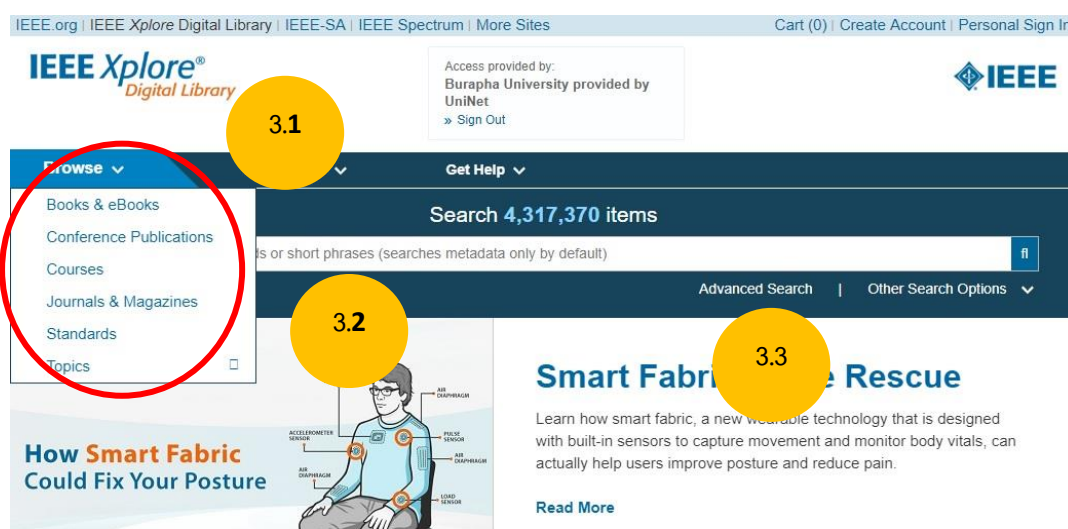 IEEE.org | IEEE Xplore Digital Library | IEEE-SA | IEEE Spectrum | More Sites
Cart (0) | Create Account | Personal Sign In
IEEE Xplore®
Digital Library
Access provided by:
Burapha University provided by
UniNet
» Sign Out
IEEE
3.1
Browse
Get Help
Books & eBooks
Conference Publications
Courses
Journals & Magazines
Standards
Topics
Search 4,317,370 items
or short phrases (searches metadata only by default)
Advanced Search | Other Search Options
3.2
3.3
How Smart Fabric
Could Fix Your Posture
AIR
DIAPHRAGM
ACCELEROMETER
SENSOR
PULSE
SENSOR
AIR
DIAPHRAGM
AIR
DIAPHRAGM
LOAD
SENSOR
Smart Rescue
Learn how smart fabric, a new wearable technology that is designed
with built-in sensors to capture movement and monitor body vitals, can
actually help users improve posture and reduce pain.
Read More